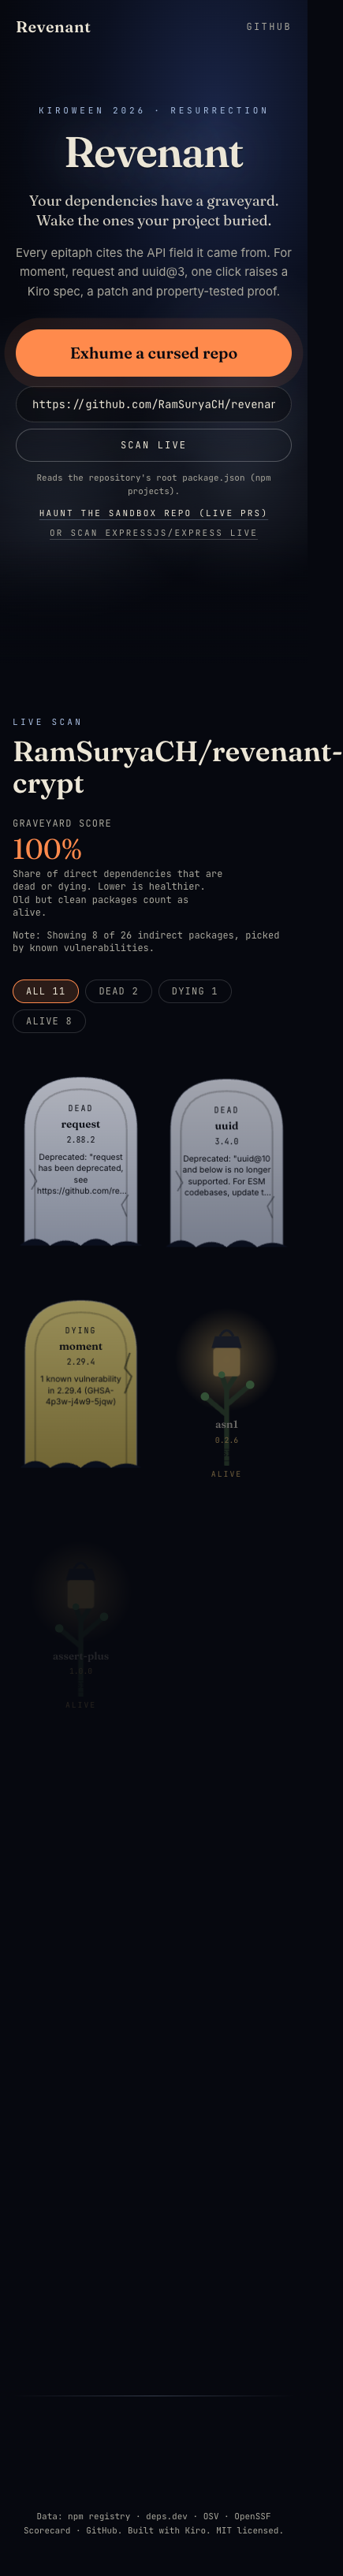 Revenant
GITHUB
KIROWEEN 2026 · RESURRECTION
Revenant
Your dependencies have a graveyard.
Wake the ones your project buried.
Every epitaph cites the API field it came from. For
moment, request and uuid@3, one click raises a
Kiro spec, a patch and property-tested proof.
Exhume a cursed repo
https://github.com/RamSuryaCH/revenar
SCAN LIVE
Reads the repository's root package.json (npm
projects).
HAUNT THE SANDBOX REPO (LIVE PRS)
OR SCAN EXPRESSJS/EXPRESS LIVE
LIVE SCAN
RamSuryaCH/revenant-
crypt
GRAVEYARD SCORE
100%
Share of direct dependencies that are
dead or dying. Lower is healthier.
Old but clean packages count as
alive.
Note: Showing 8 of 26 indirect packages, picked
by known vulnerabilities.
ALL 11
DEAD 2
DYING 1
ALIVE 8
DEAD
request
2.88.2
Deprecated: "request
has been deprecated,
see
https://github.com/re...
DEAD
uuid
3.4.0
Deprecated: "uuid@10
and below is no longer
supported. For ESM
codebases, update t...
DYING
moment
2.29.4
1 known vulnerability
in 2.29.4 (GHSA-
4p3w-j4w9-5jqw)
asn1
0.2.6
ALIVE
assert-plus
1.0.0
ALIVE
Data: npm registry · deps.dev · OSV · OpenSSF
Scorecard · GitHub. Built with Kiro. MIT licensed.